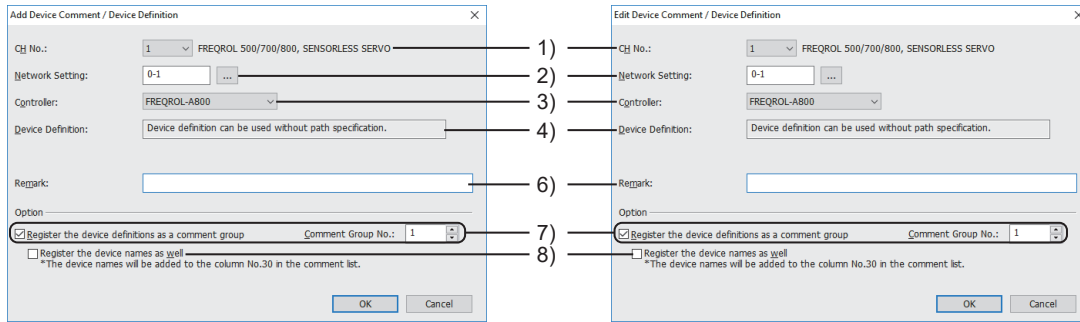 Add Device Comment / Device Definition
CH No.: 1 FREQROL 500/700/800, SENSORLESS SERVO
Network Setting: 0-1 ...
Controller: FREQROL-A800
Device Definition: Device definition can be used without path specification.
Remark:
Option
Register the device definitions as a comment group Comment Group No.: 1
Register the device names as well
*The device names will be added to the column No.30 in the comment list.
OK Cancel
1)
2)
3)
4)
6)
7)
8)
Edit Device Comment / Device Definition
CH No.: 1 FREQROL 500/700/800, SENSORLESS SERVO
Network Setting: 0-1 ...
Controller: FREQROL-A800
Device Definition: Device definition can be used without path specification.
Remark:
Option
Register the device definitions as a comment group Comment Group No.: 1
Register the device names as well
*The device names will be added to the column No.30 in the comment list.
OK Cancel